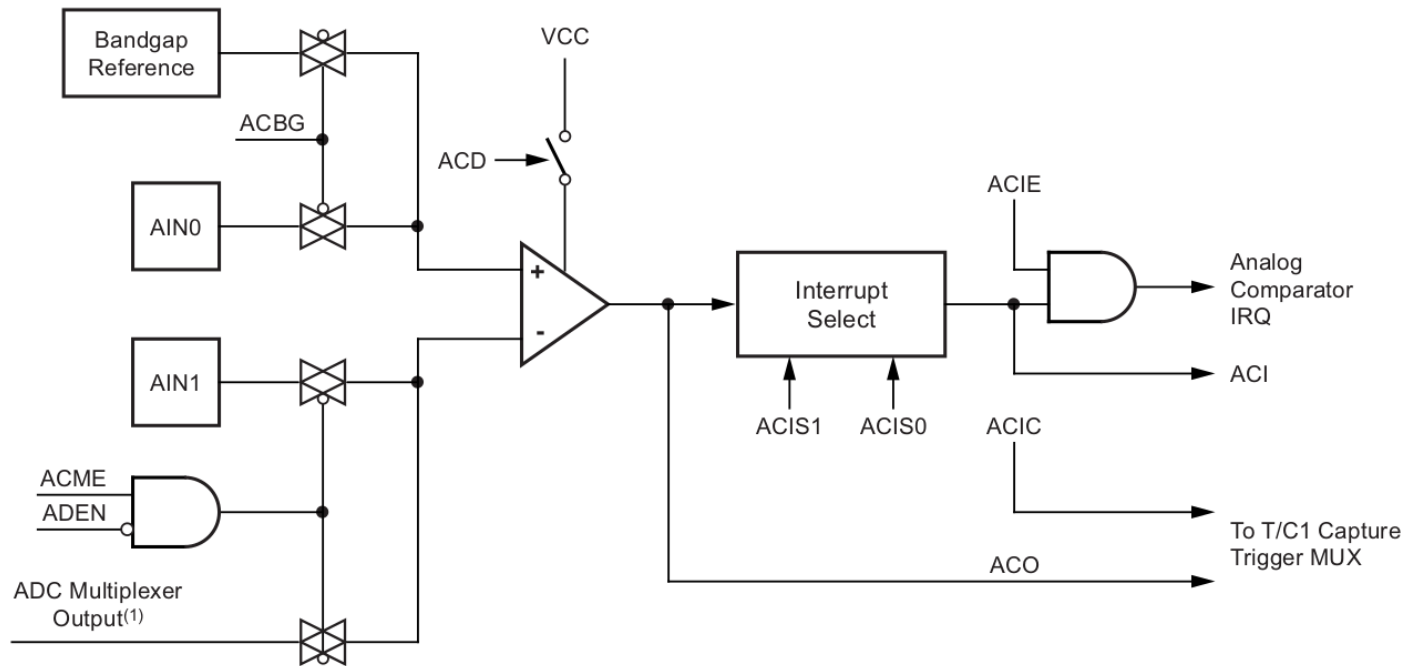 Bandgap
Reference
ACBG
AIN0
VCC
ACD
+
-
AIN1
ACME
ADEN
ADC Multiplexer
Output(1)
Interrupt
Select
ACIS1
ACIS0
ACIE
Analog
Comparator
IRQ
ACI
ACIC
To T/C1 Capture
Trigger MUX
ACO